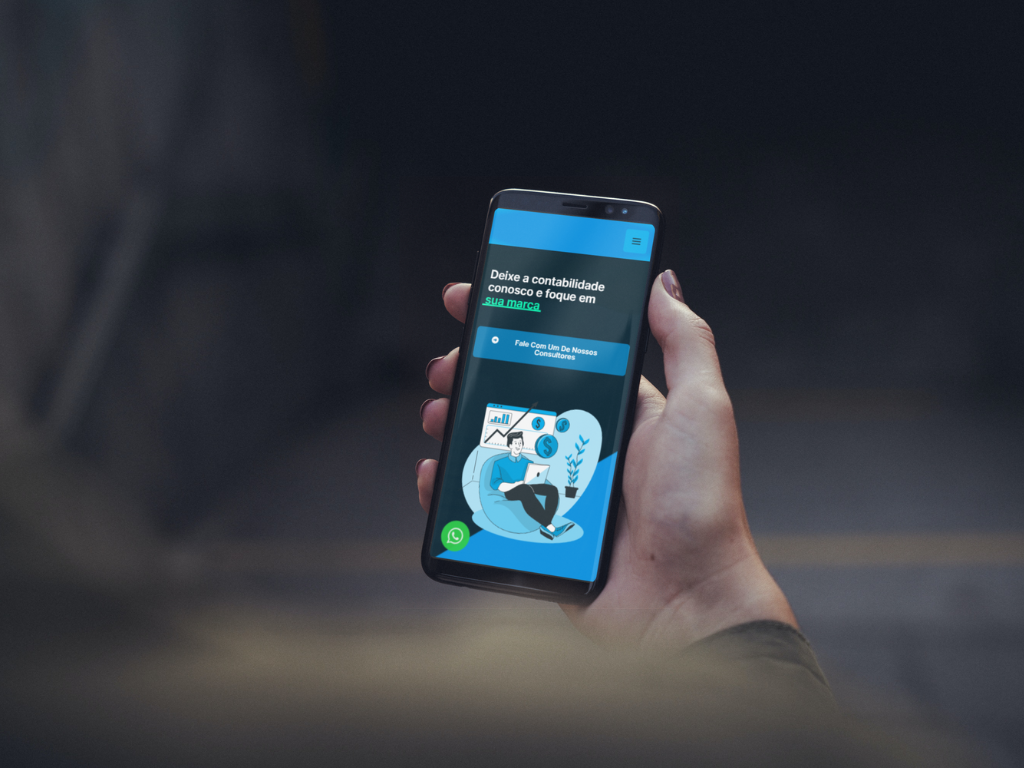 Deixe a contabilidade
conosco e foque em
sua marca
Fale Com Um De Nossos
Consultores
$
$
$